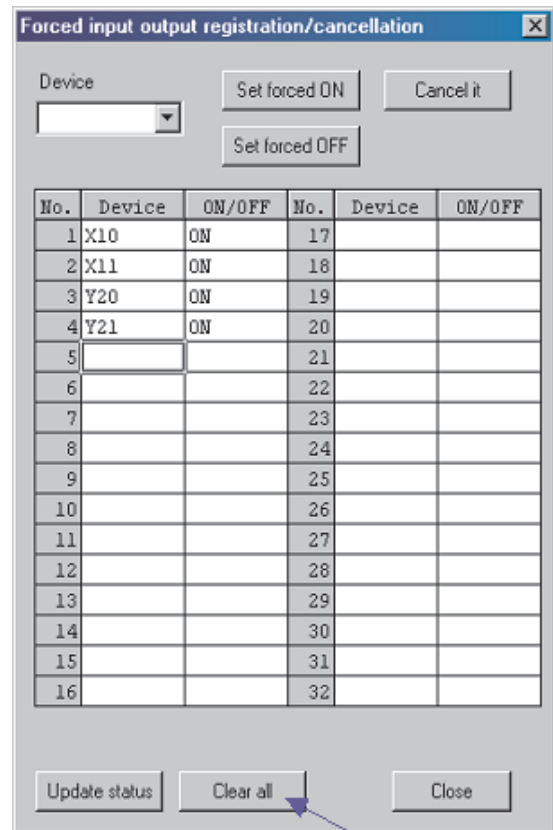 Forced input output registration/cancellation
Device
Set forced ON
Cancel it
Set forced OFF
No. Device ON/OFF No. Device ON/OFF
1 X10 ON 17
2 X11 ON 18
3 Y20 ON 19
4 Y21 ON 20
5 21
6 22
7 23
8 24
9 25
10 26
11 27
12 28
13 29
14 30
15 31
16 32
Update status Clear all Close